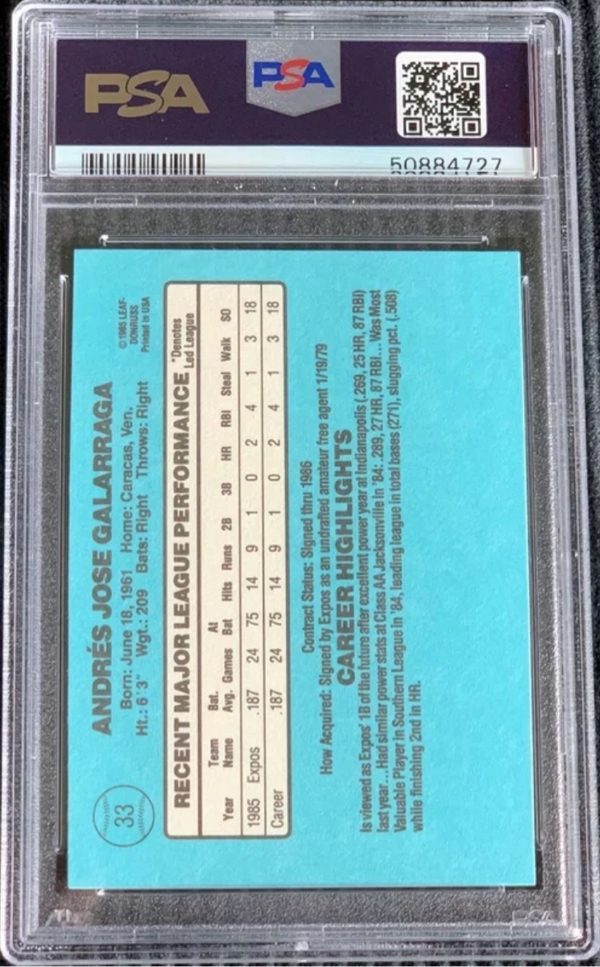 PSA
PSA
50884727
33
ANDRÉS JOSE GALARRAGA
© 1985 LEAF-
DONRUSS
Printed in USA
Born: June 18, 1961 Home: Caracas, Ven.
Ht.: 6'3" Wgt.: 209 Bats: Right Throws: Right
RECENT MAJOR LEAGUE PERFORMANCE
*Denotes
Led League
Year Team Name Bat. Avg. Games At Bat Hits Runs 2B 3B HR RBI Steal Walk SO
1985 Expos .187 24 75 14 9 1 0 2 4 1 3 18
Career .187 24 75 14 9 1 0 2 4 1 3 18
Contract Status: Signed thru 1986
How Acquired: Signed by Expos as an undrafted amateur free agent 1/19/79
CAREER HIGHLIGHTS
Is viewed as Expos' 1B of the future after excellent power year at Indianapolis (.269, 25 HR, 87 RBI)
last year...Had similar power stats at Class AA Jacksonville in '84: .289, 27 HR, 87 RBI... Was Most
Valuable Player in Southern League in '84, leading league in total bases (271), slugging pct. (.508)
while finishing 2nd in HR.